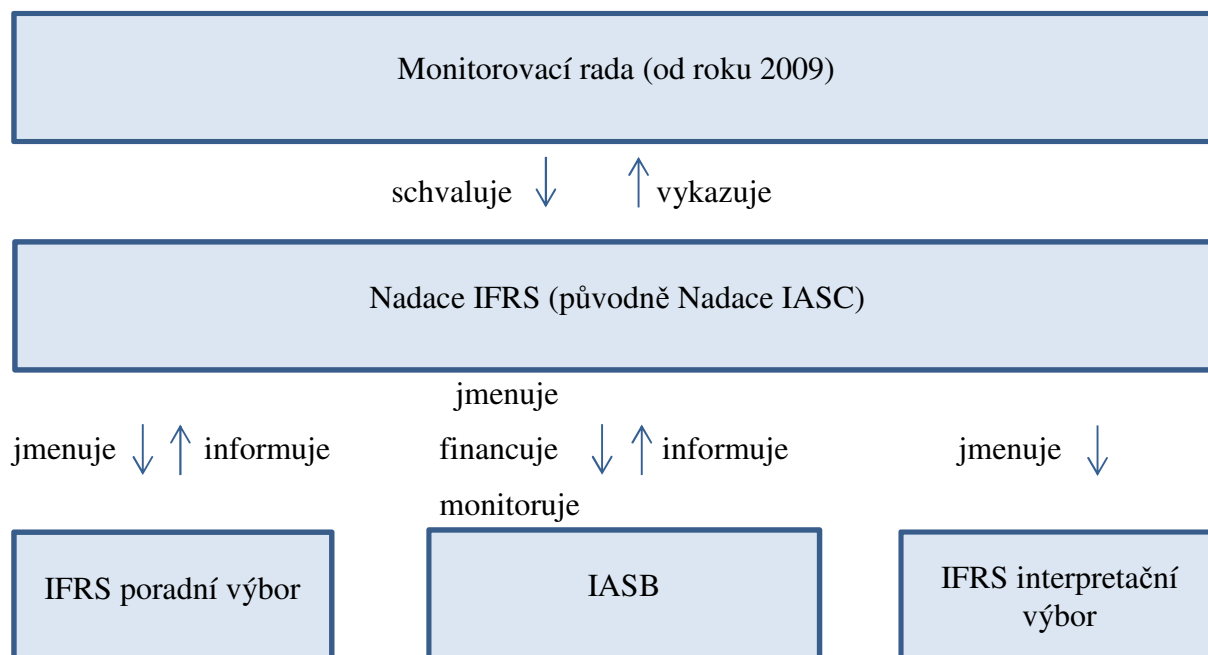 Monitorovací rada (od roku 2009)
schvaluje
vykazuje
Nadace IFRS (původně Nadace IASC)
jmenuje
jmenuje
financuje
monitoruje
informuje
informuje
jmenuje
IFRS poradní výbor
IASB
IFRS interpretační
výbor